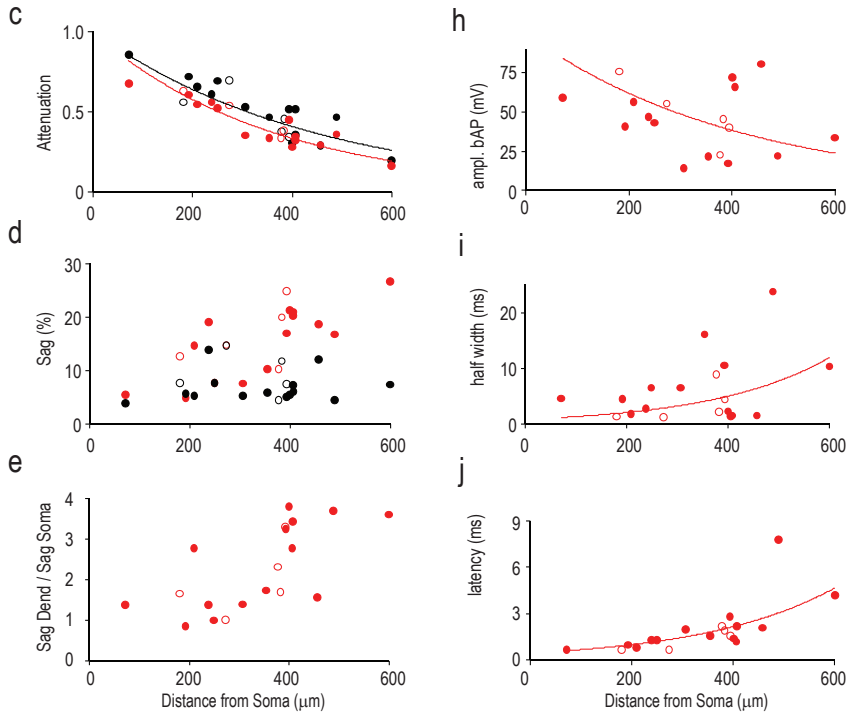 c
1.0
0.5
0
Attenuation
0 200 400 600
d
30
20
10
0
Sag (%)
0 200 400 600
e
4
3
2
1
0
Sag Dend / Sag Soma
0 200 400 600
Distance from Soma (μm)
h
75
50
25
0
ampl. bAP (mV)
0 200 400 600
i
20
10
0
half width (ms)
0 200 400 600
j
9
6
3
0
latency (ms)
0 200 400 600
Distance from Soma (μm)